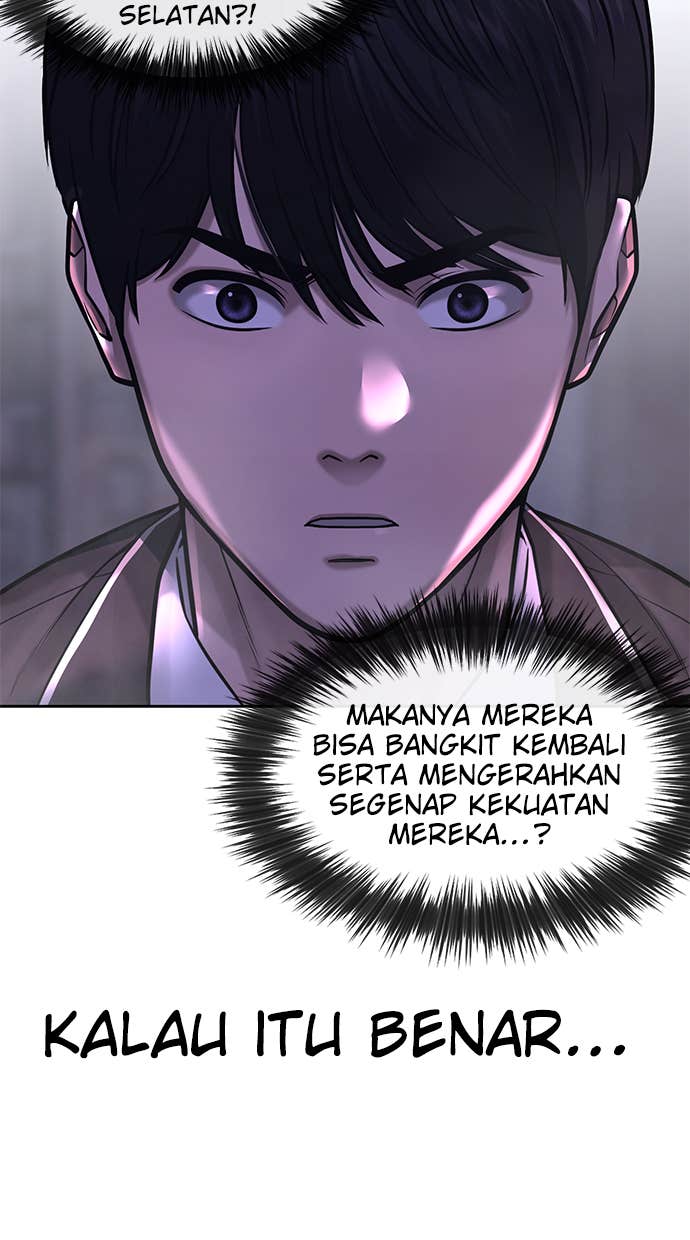 SELATAN?!
MAKANYA MEREKA
BISA BANGKIT KEMBALI
SERTA MENGERAHKAN
SEGENAP KEKUATAN
MEREKA...?
KALAU ITU BENAR...